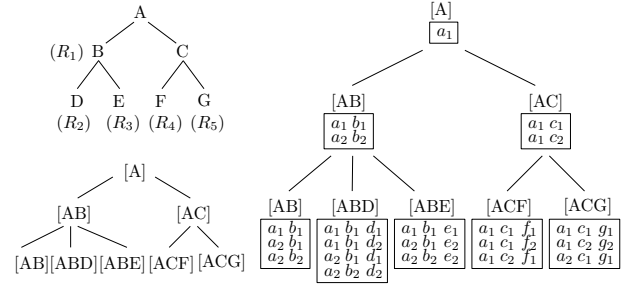 A
(R₁) B C
D E F G
(R₂) (R₃) (R₄) (R₅)
[A]
[AB] [AC]
[AB] [ABD] [ABE] [ACF] [ACG]
[A]
a₁
[AB] [AC]
a₁ b₁
a₂ b₂
a₁ c₁
a₁ c₂
[AB] [ABD] [ABE] [ACF] [ACG]
a₁ b₁
a₂ b₁
a₂ b₂
a₁ b₁ d₁
a₁ b₁ d₂
a₂ b₁ d₁
a₂ b₂ d₂
a₁ b₁ e₁
a₂ b₁ e₂
a₂ b₂ e₂
a₁ c₁ f₁
a₁ c₁ f₂
a₁ c₂ f₁
a₁ c₁ g₁
a₁ c₂ g₂
a₂ c₁ g₁